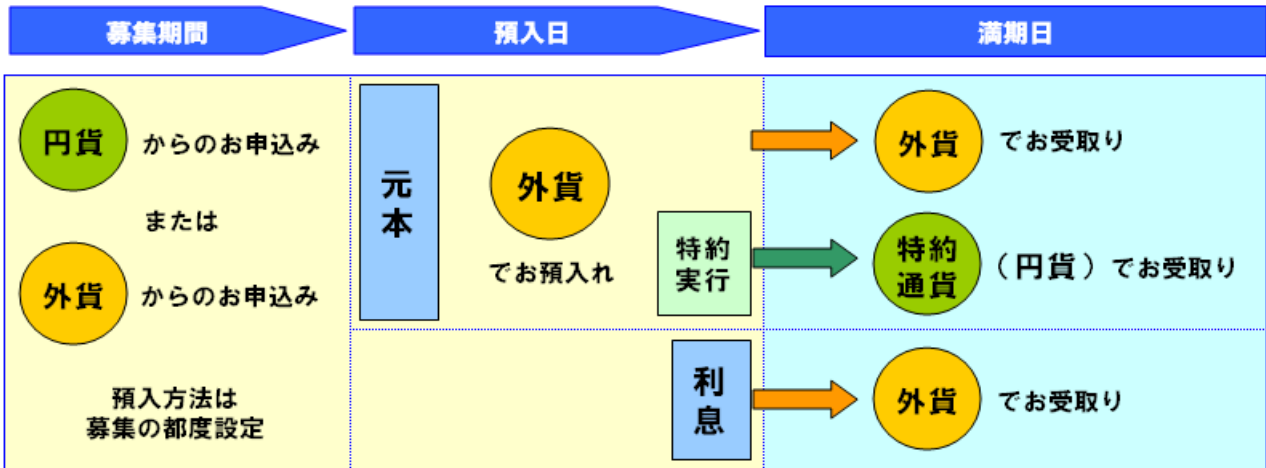 募集期間
預入日
満期日
円貨 からのお申込み
または
外貨 からのお申込み
預入方法は
募集の都度設定
元
本
外貨
でお預入れ
特約
実行
外貨 でお受取り
特約
通貨
(円貨)でお受取り
利
息
外貨 でお受取り